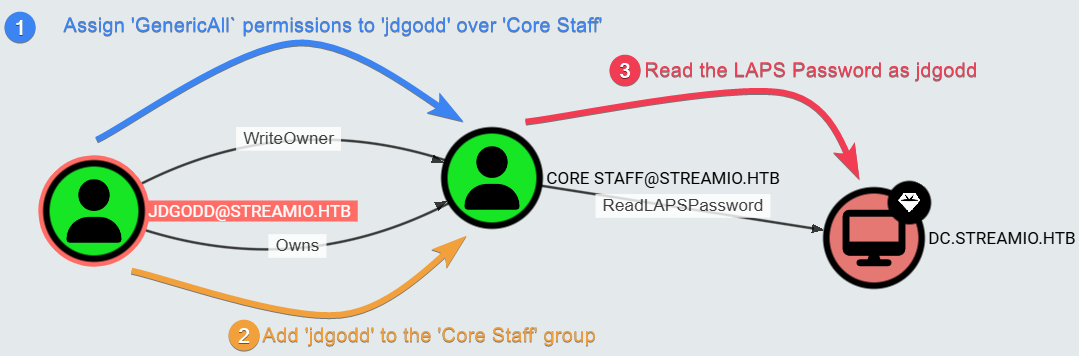 1 Assign 'GenericAll` permissions to 'jdgodd' over 'Core Staff'
3 Read the LAPS Password as jdgodd
WriteOwner
CORE STAFF@STREAMIO.HTB
JDGODD@STREAMIO.HTB
ReadLAPSPassword
Owns
DC.STREAMIO.HTB
2 Add 'jdgodd' to the 'Core Staff' group